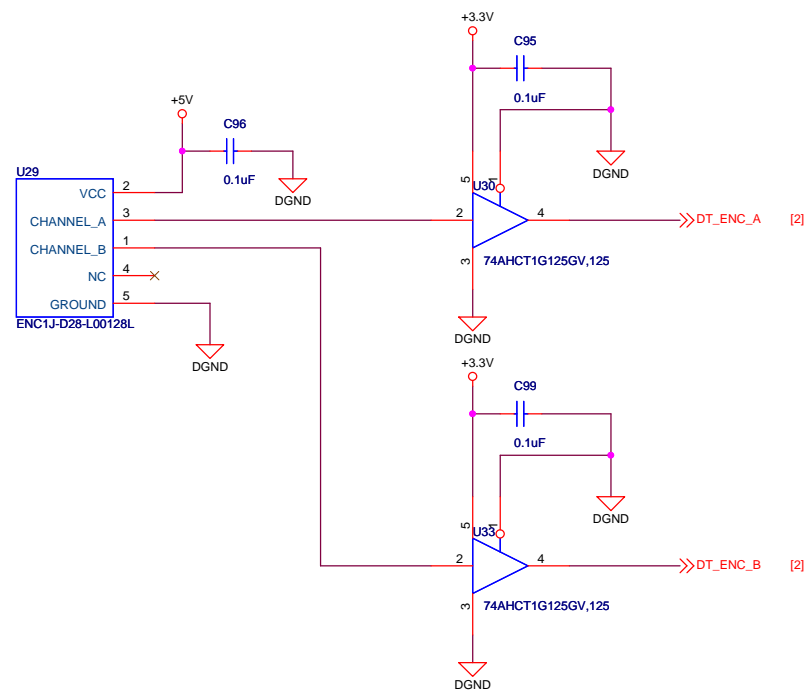 +3.3V
C95
0.1uF
DGND
+5V
C96
0.1uF
DGND
U29
VCC 2
CHANNEL_A 3
CHANNEL_B 1
NC 4
GROUND 5
ENC1J-D28-L00128L
DGND
5
U30
1
2
4
3
74AHCT1G125GV,125
DT_ENC_A [2]
DGND
+3.3V
C99
0.1uF
DGND
5
U33
1
2
4
3
74AHCT1G125GV,125
DT_ENC_B [2]
DGND